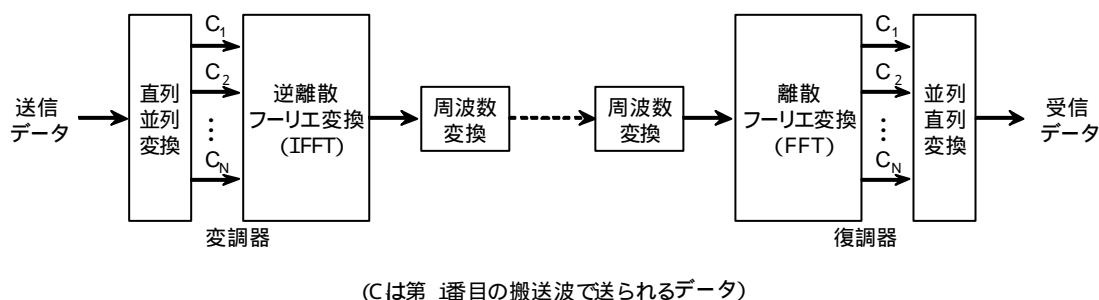 送信
データ
直列
並列
変換
C1
C2
⋮
CN
逆離散
フーリエ変換
(IFFT)
変調器
周波数
変換
周波数
変換
離散
フーリエ変換
(FFT)
C1
C2
⋮
CN
並列
直列
変換
復調器
受信
データ
(Cは第 i番目の搬送波で送られるデータ)